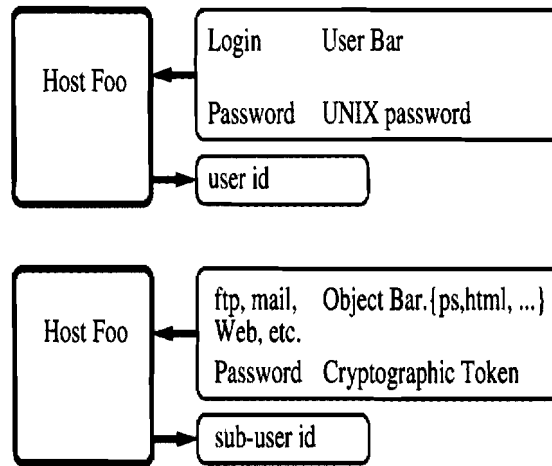 Host Foo
Login User Bar
Password UNIX password
user id
Host Foo
ftp, mail, Object Bar.{ps,html, ...}
Web, etc.
Password Cryptographic Token
sub-user id